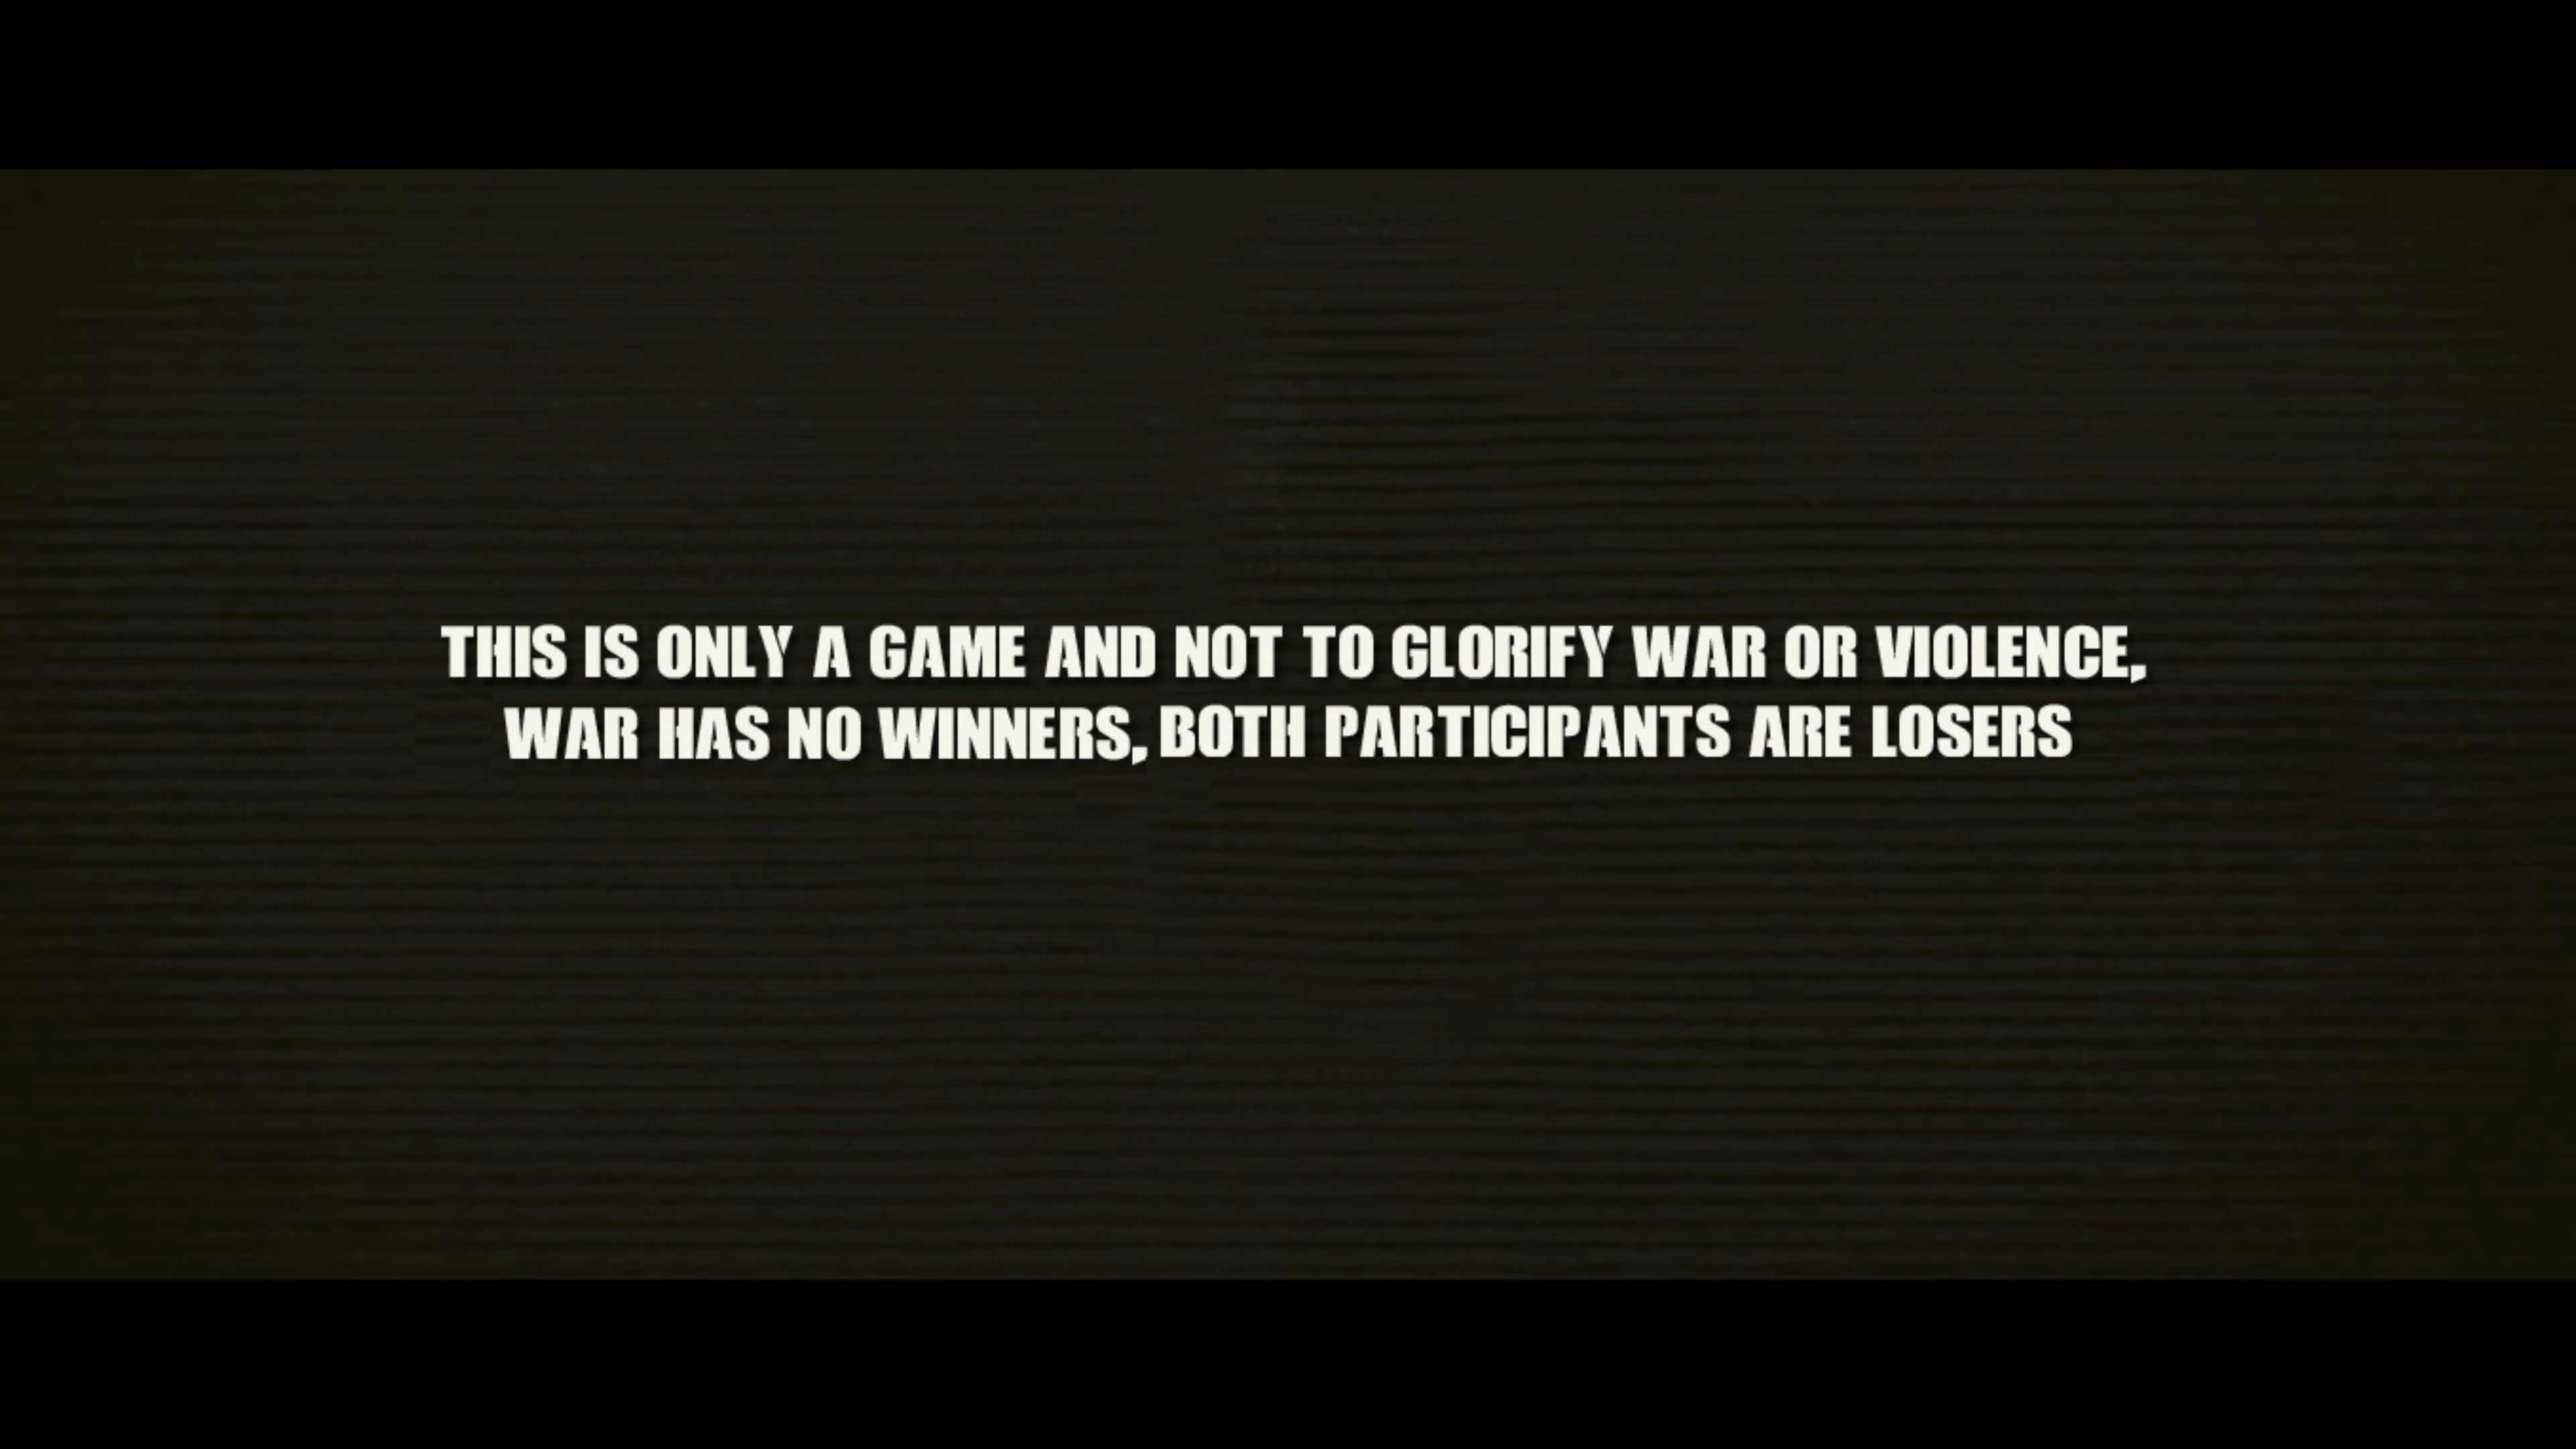 THIS IS ONLY A GAME AND NOT TO GLORIFY WAR OR VIOLENCE,
WAR HAS NO WINNERS, BOTH PARTICIPANTS ARE LOSERS